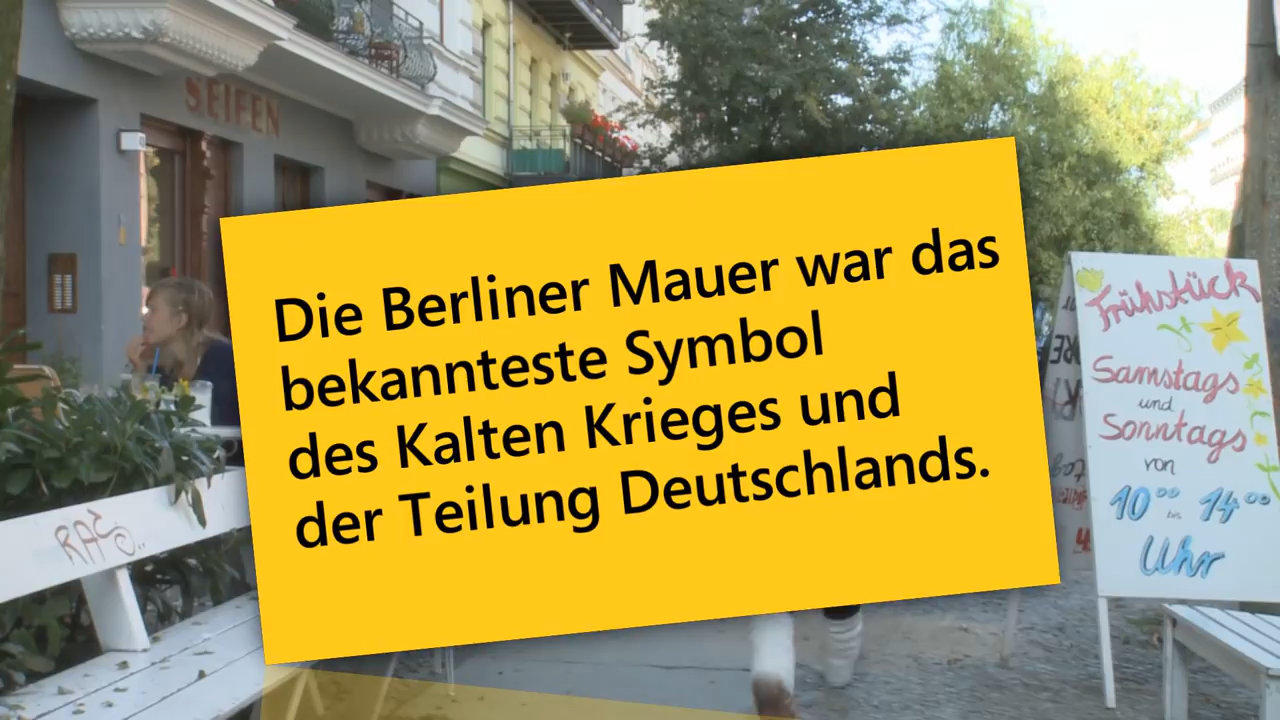 SEIFEN
Die Berliner Mauer war das
bekannteste Symbol
des Kalten Krieges und
der Teilung Deutschlands.
Frühstück
Samstags
und
Sonntags
von
10⁰⁰ bis 14⁰⁰
Uhr